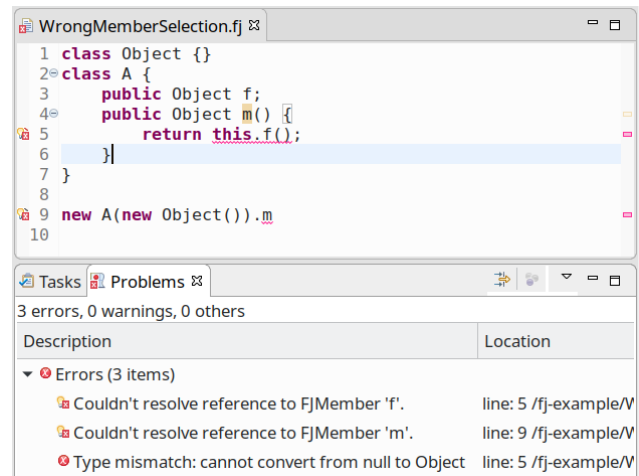 WrongMemberSelection.fj
1 class Object {}
2 class A {
3 public Object f;
4 public Object m() {
5 return this.f();
6 }
7 }
8
9 new A(new Object()).m
10
Tasks Problems
3 errors, 0 warnings, 0 others
Description Location
Errors (3 items)
Couldn't resolve reference to FJMember 'f'. line: 5 /fj-example/W
Couldn't resolve reference to FJMember 'm'. line: 9 /fj-example/W
Type mismatch: cannot convert from null to Object line: 5 /fj-example/W